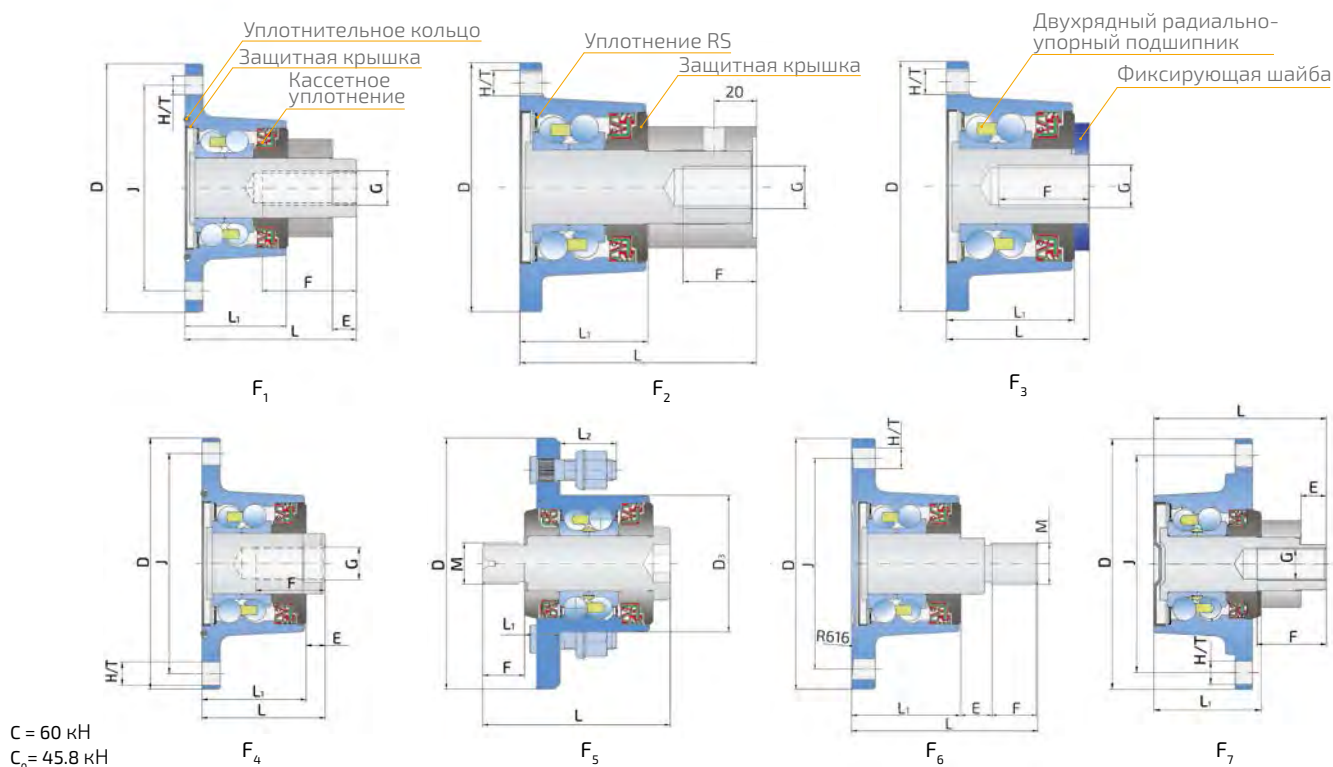 Уплотнительное кольцо
Защитная крышка
Кассетное
уплотнение
H/T
D
J
G
F
E
L₁
L
F₁
Уплотнение RS
Защитная крышка
H/T
20
D
G
F
L₁
L
F₂
Двухрядный радиально-
упорный подшипник
Фиксирующая шайба
H/T
D
F
G
L₁
L
F₃
D
J
G
F
E
H/T
L₁
L
F₄
C = 60 кН
C₀= 45.8 кН
L₂
D
M
D₃
L₁
F
L
F₅
H/T
D
J
M
R616
L₁
E
F
L
F₆
L
E
D
J
G
F
H/T
L₁
F₇